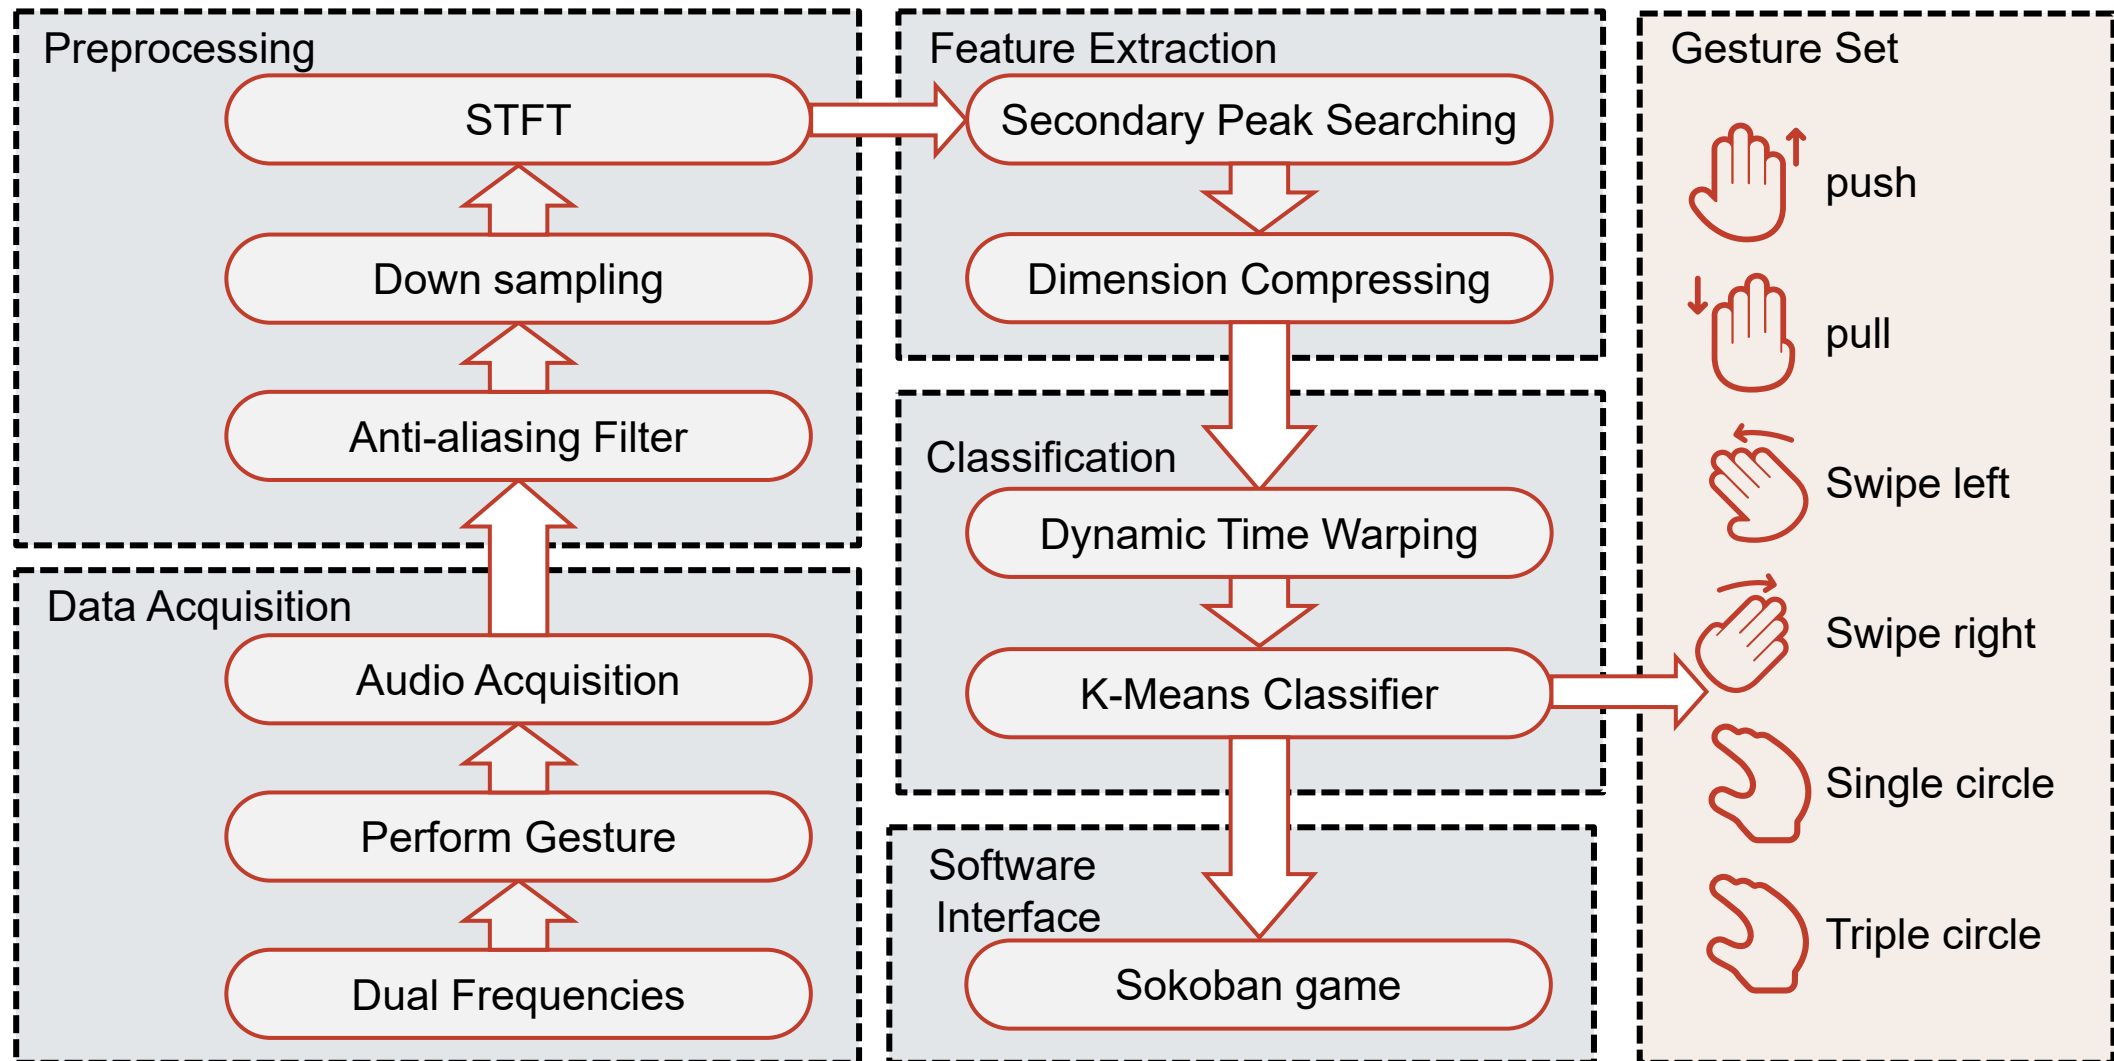 Preprocessing
STFT
Down sampling
Anti-aliasing Filter
Data Acquisition
Audio Acquisition
Perform Gesture
Dual Frequencies
Feature Extraction
Secondary Peak Searching
Dimension Compressing
Classification
Dynamic Time Warping
K-Means Classifier
Software
Interface
Sokoban game
Gesture Set
push
pull
Swipe left
Swipe right
Single circle
Triple circle